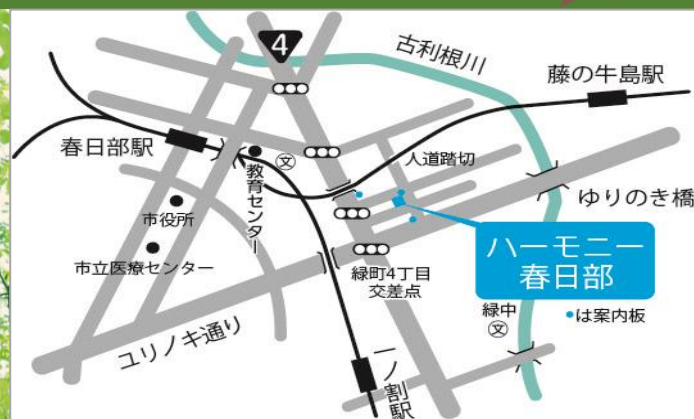 4
古利根川
藤の牛島駅
春日部駅
文
人道踏切
教育センター
市役所
ゆりのき橋
市立医療センター
ハーモニー
春日部
緑町4丁目
交差点
緑中
文
•は案内板
ユリノキ通り
一ノ割駅